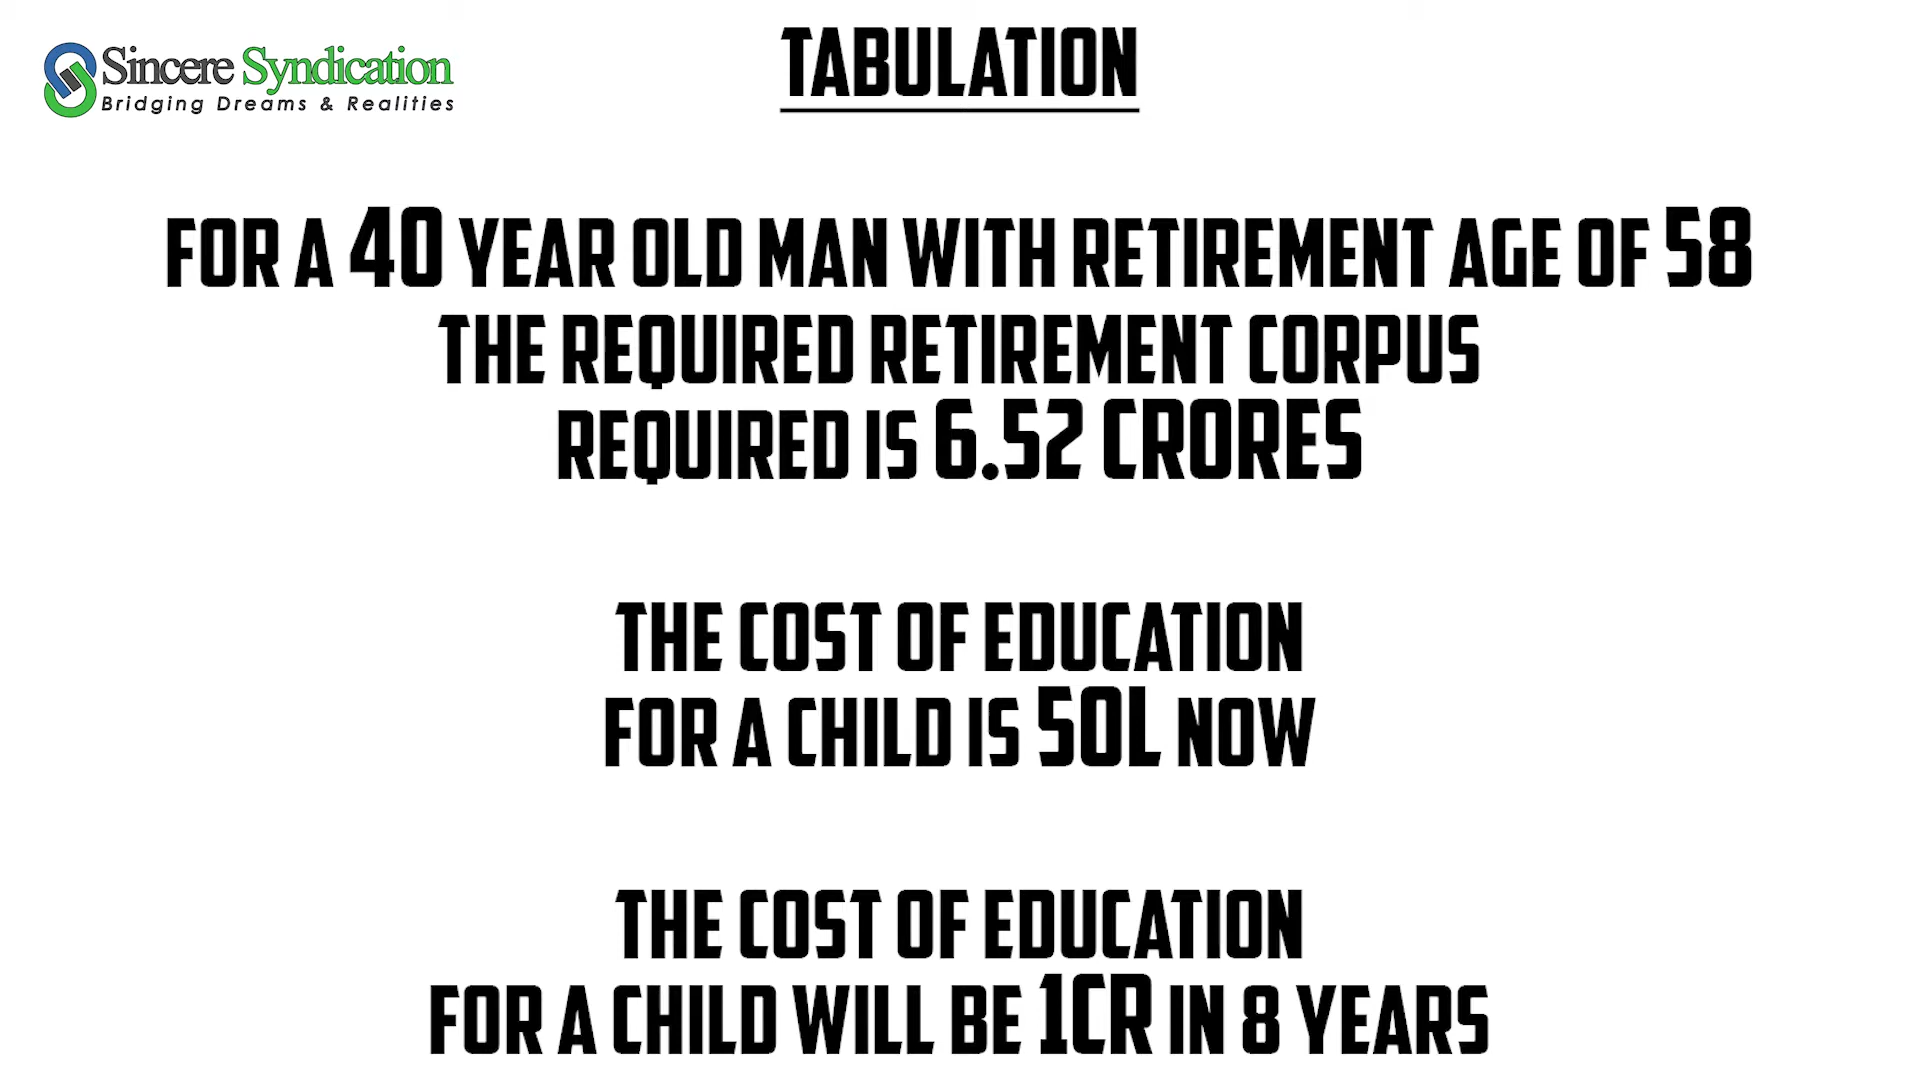 Sincere Syndication
Bridging Dreams & Realities
TABULATION
FOR A 40 YEAR OLD MAN WITH RETIREMENT AGE OF 58
THE REQUIRED RETIREMENT CORPUS
REQUIRED IS 6.52 CRORES
THE COST OF EDUCATION
FOR A CHILD IS 50L NOW
THE COST OF EDUCATION
FOR A CHILD WILL BE 1CR IN 8 YEARS